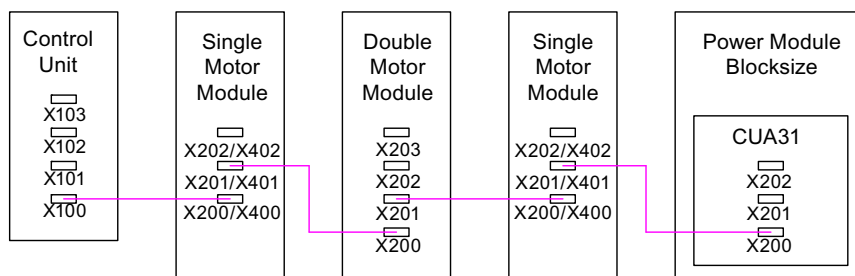 Control
Unit
X103
X102
X101
X100
Single
Motor
Module
X202/X402
X201/X401
X200/X400
Double
Motor
Module
X203
X202
X201
X200
Single
Motor
Module
X202/X402
X201/X401
X200/X400
Power Module
Blocksize
CUA31
X202
X201
X200